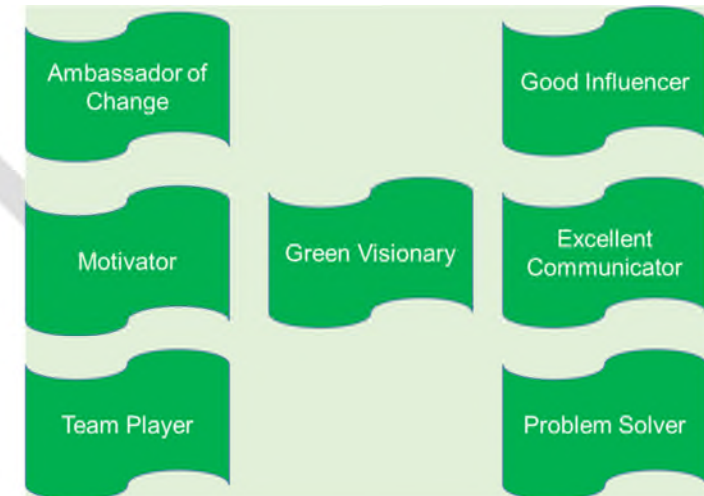 Ambassador of
Change
Good Influencer
Motivator
Green Visionary
Excellent
Communicator
Team Player
Problem Solver